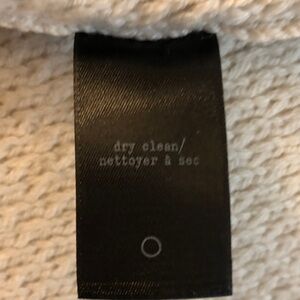 dry clean/
nettoyer à sec